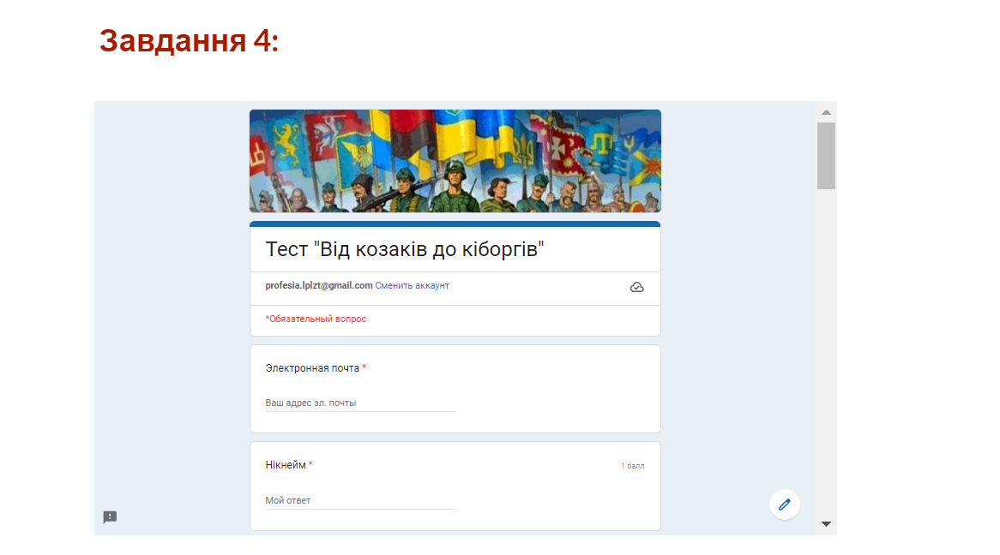 Завдання 4:
Тест "Від козаків до кіборгів"
profesia.lplzt@gmail.com Сменить аккаунт
*Обязательный вопрос
Электронная почта *
Ваш адрес эл. почты
Нікнейм *
1 балл
Мой ответ